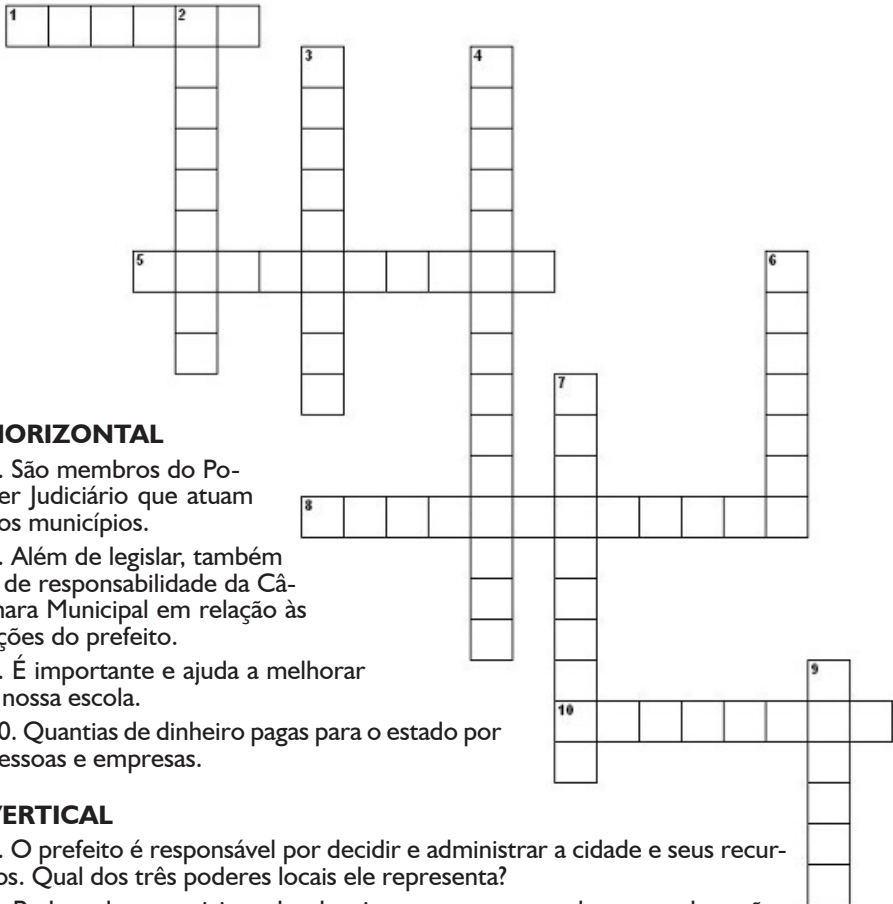 1
2
3
4
5
6
7
8
9
10
HORIZONTAL
. São membros do Po-
er Judiciário que atuam
os municípios.
. Além de legislar, também
de responsabilidade da Câ-
mara Municipal em relação às
ções do prefeito.
. É importante e ajuda a melhorar
nossa escola.
0. Quantias de dinheiro pagas para o estado por
essoas e empresas.
VERTICAL
. O prefeito é responsável por decidir e administrar a cidade e seus recur-
os. Qual dos três poderes locais ele representa?